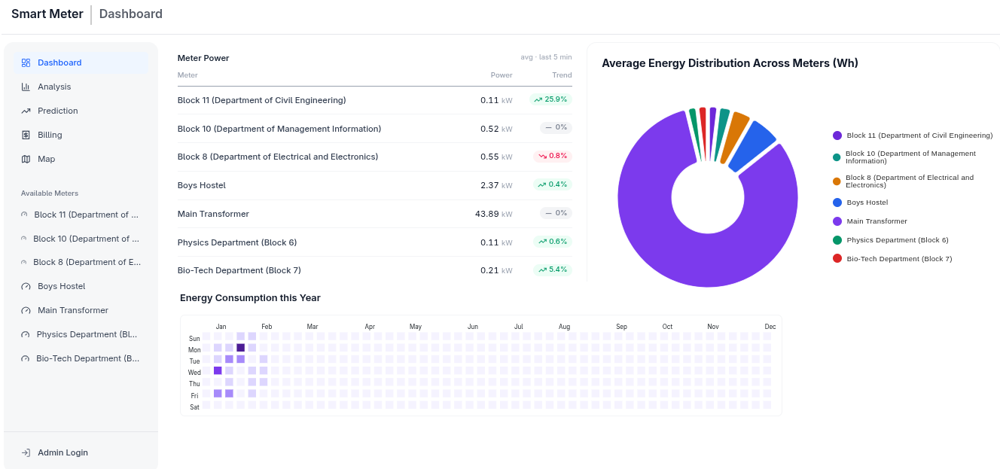 Smart Meter Dashboard
Dashboard
Analysis
Prediction
Billing
Map
Available Meters
Block 11 (Department of ...
Block 10 (Department of ...
Block 8 (Department of E...
Boys Hostel
Main Transformer
Physics Department (Bl...
Bio-Tech Department (B...
Admin Login
Meter Power avg · last 5 min
Meter Power Trend
Block 11 (Department of Civil Engineering) 0.11 kW 25.9%
Block 10 (Department of Management Information) 0.52 kW 0%
Block 8 (Department of Electrical and Electronics) 0.55 kW 0.8%
Boys Hostel 2.37 kW 0.4%
Main Transformer 43.89 kW 0%
Physics Department (Block 6) 0.11 kW 0.6%
Bio-Tech Department (Block 7) 0.21 kW 5.4%
Average Energy Distribution Across Meters (Wh)
Block 11 (Department of Civil Engineering)
Block 10 (Department of Management
Information)
Block 8 (Department of Electrical and
Electronics)
Boys Hostel
Main Transformer
Physics Department (Block 6)
Bio-Tech Department (Block 7)
Energy Consumption this Year
Jan Feb Mar Apr May Jun Jul Aug Sep Oct Nov Dec
Sun
Mon
Tue
Wed
Thu
Fri
Sat